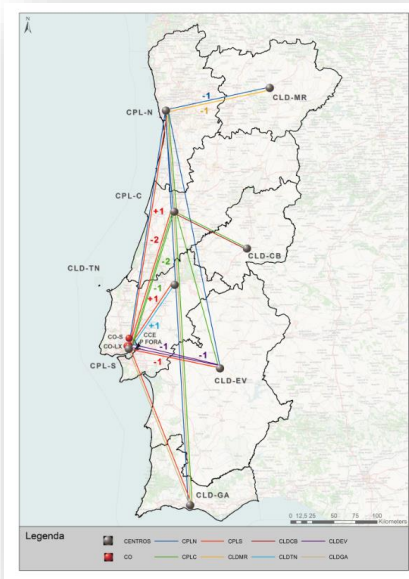 N
-1
CLD-MR
-1
CPL-N
CPL-C
+1
-2
CLD-CB
-2
CLD-TN
-1
+1
+1
CO-S
CCE
P FORA
CO-LX
-1
-1
CPL-S
-1
CLD-EV
CLD-GA
0 12,5 25 50 75 100
Kilometers
Legenda
CENTROS CPLN CPLS CLDCB CLDEV
CO CPLC CLDMR CLDTN CLDGA